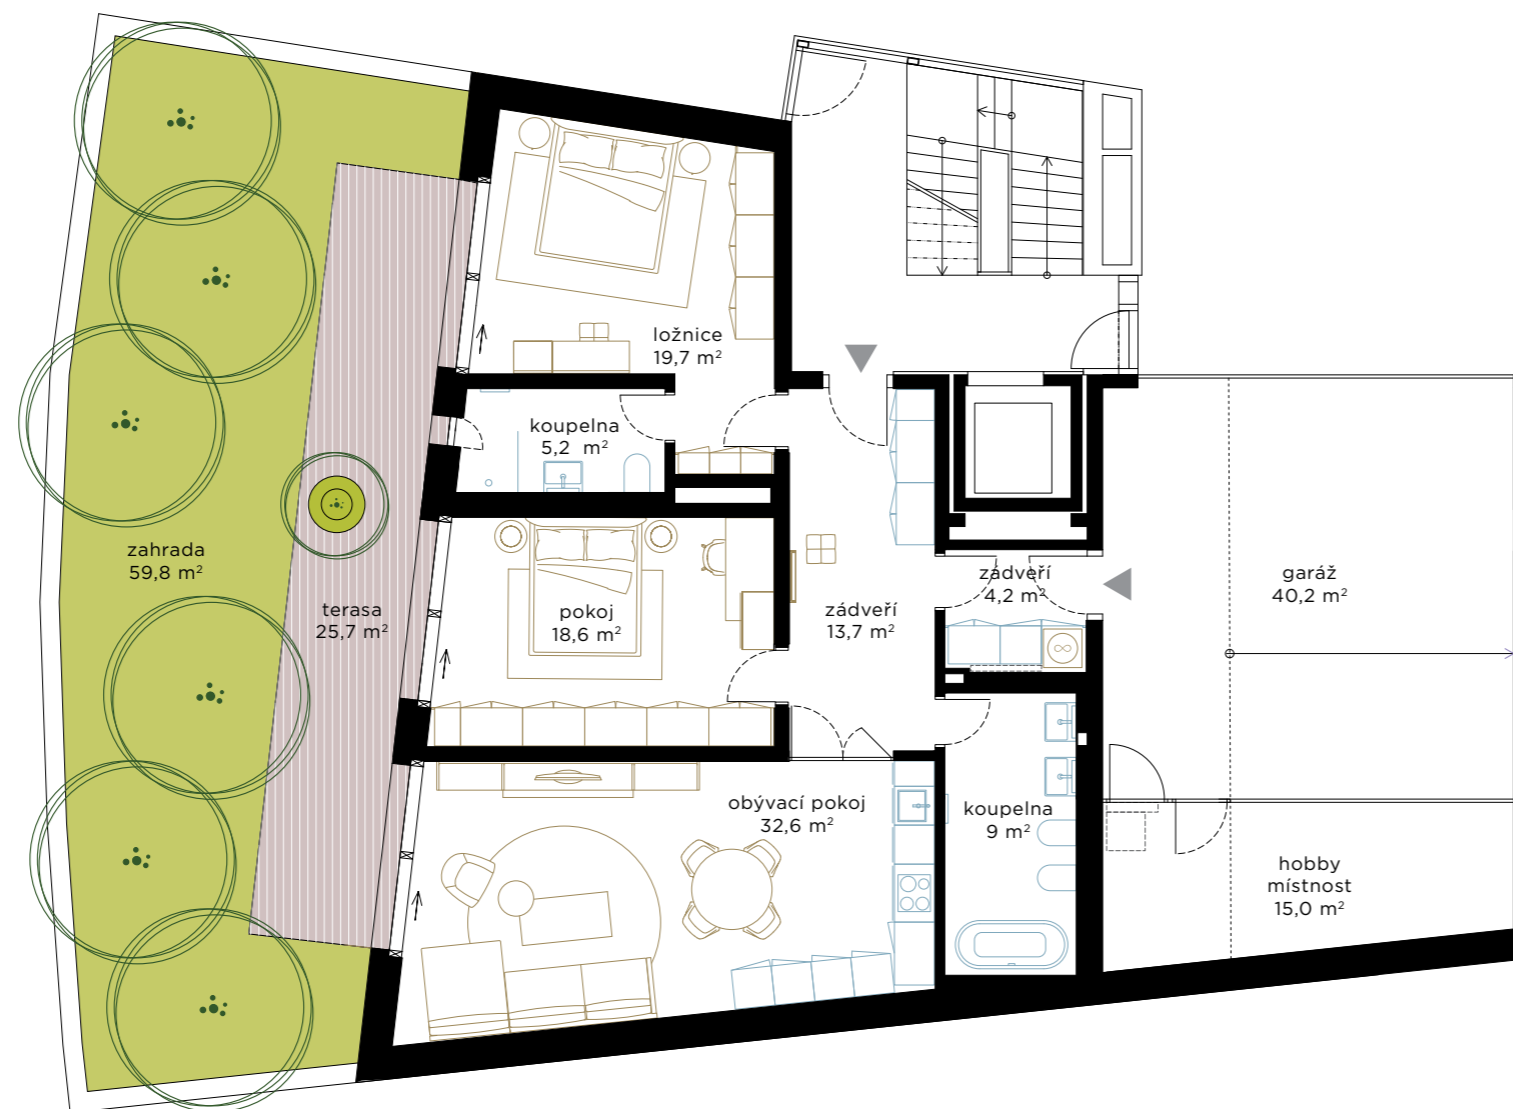 ložnice
19,7 m²
koupelna
5,2 m²
zahrada
59,8 m²
terasa
25,7 m²
pokoj
18,6 m²
zádveří
13,7 m²
zádveří
4,2 m²
garáž
40,2 m²
obývací pokoj
32,6 m²
koupelna
9 m²
hobby
místnost
15,0 m²